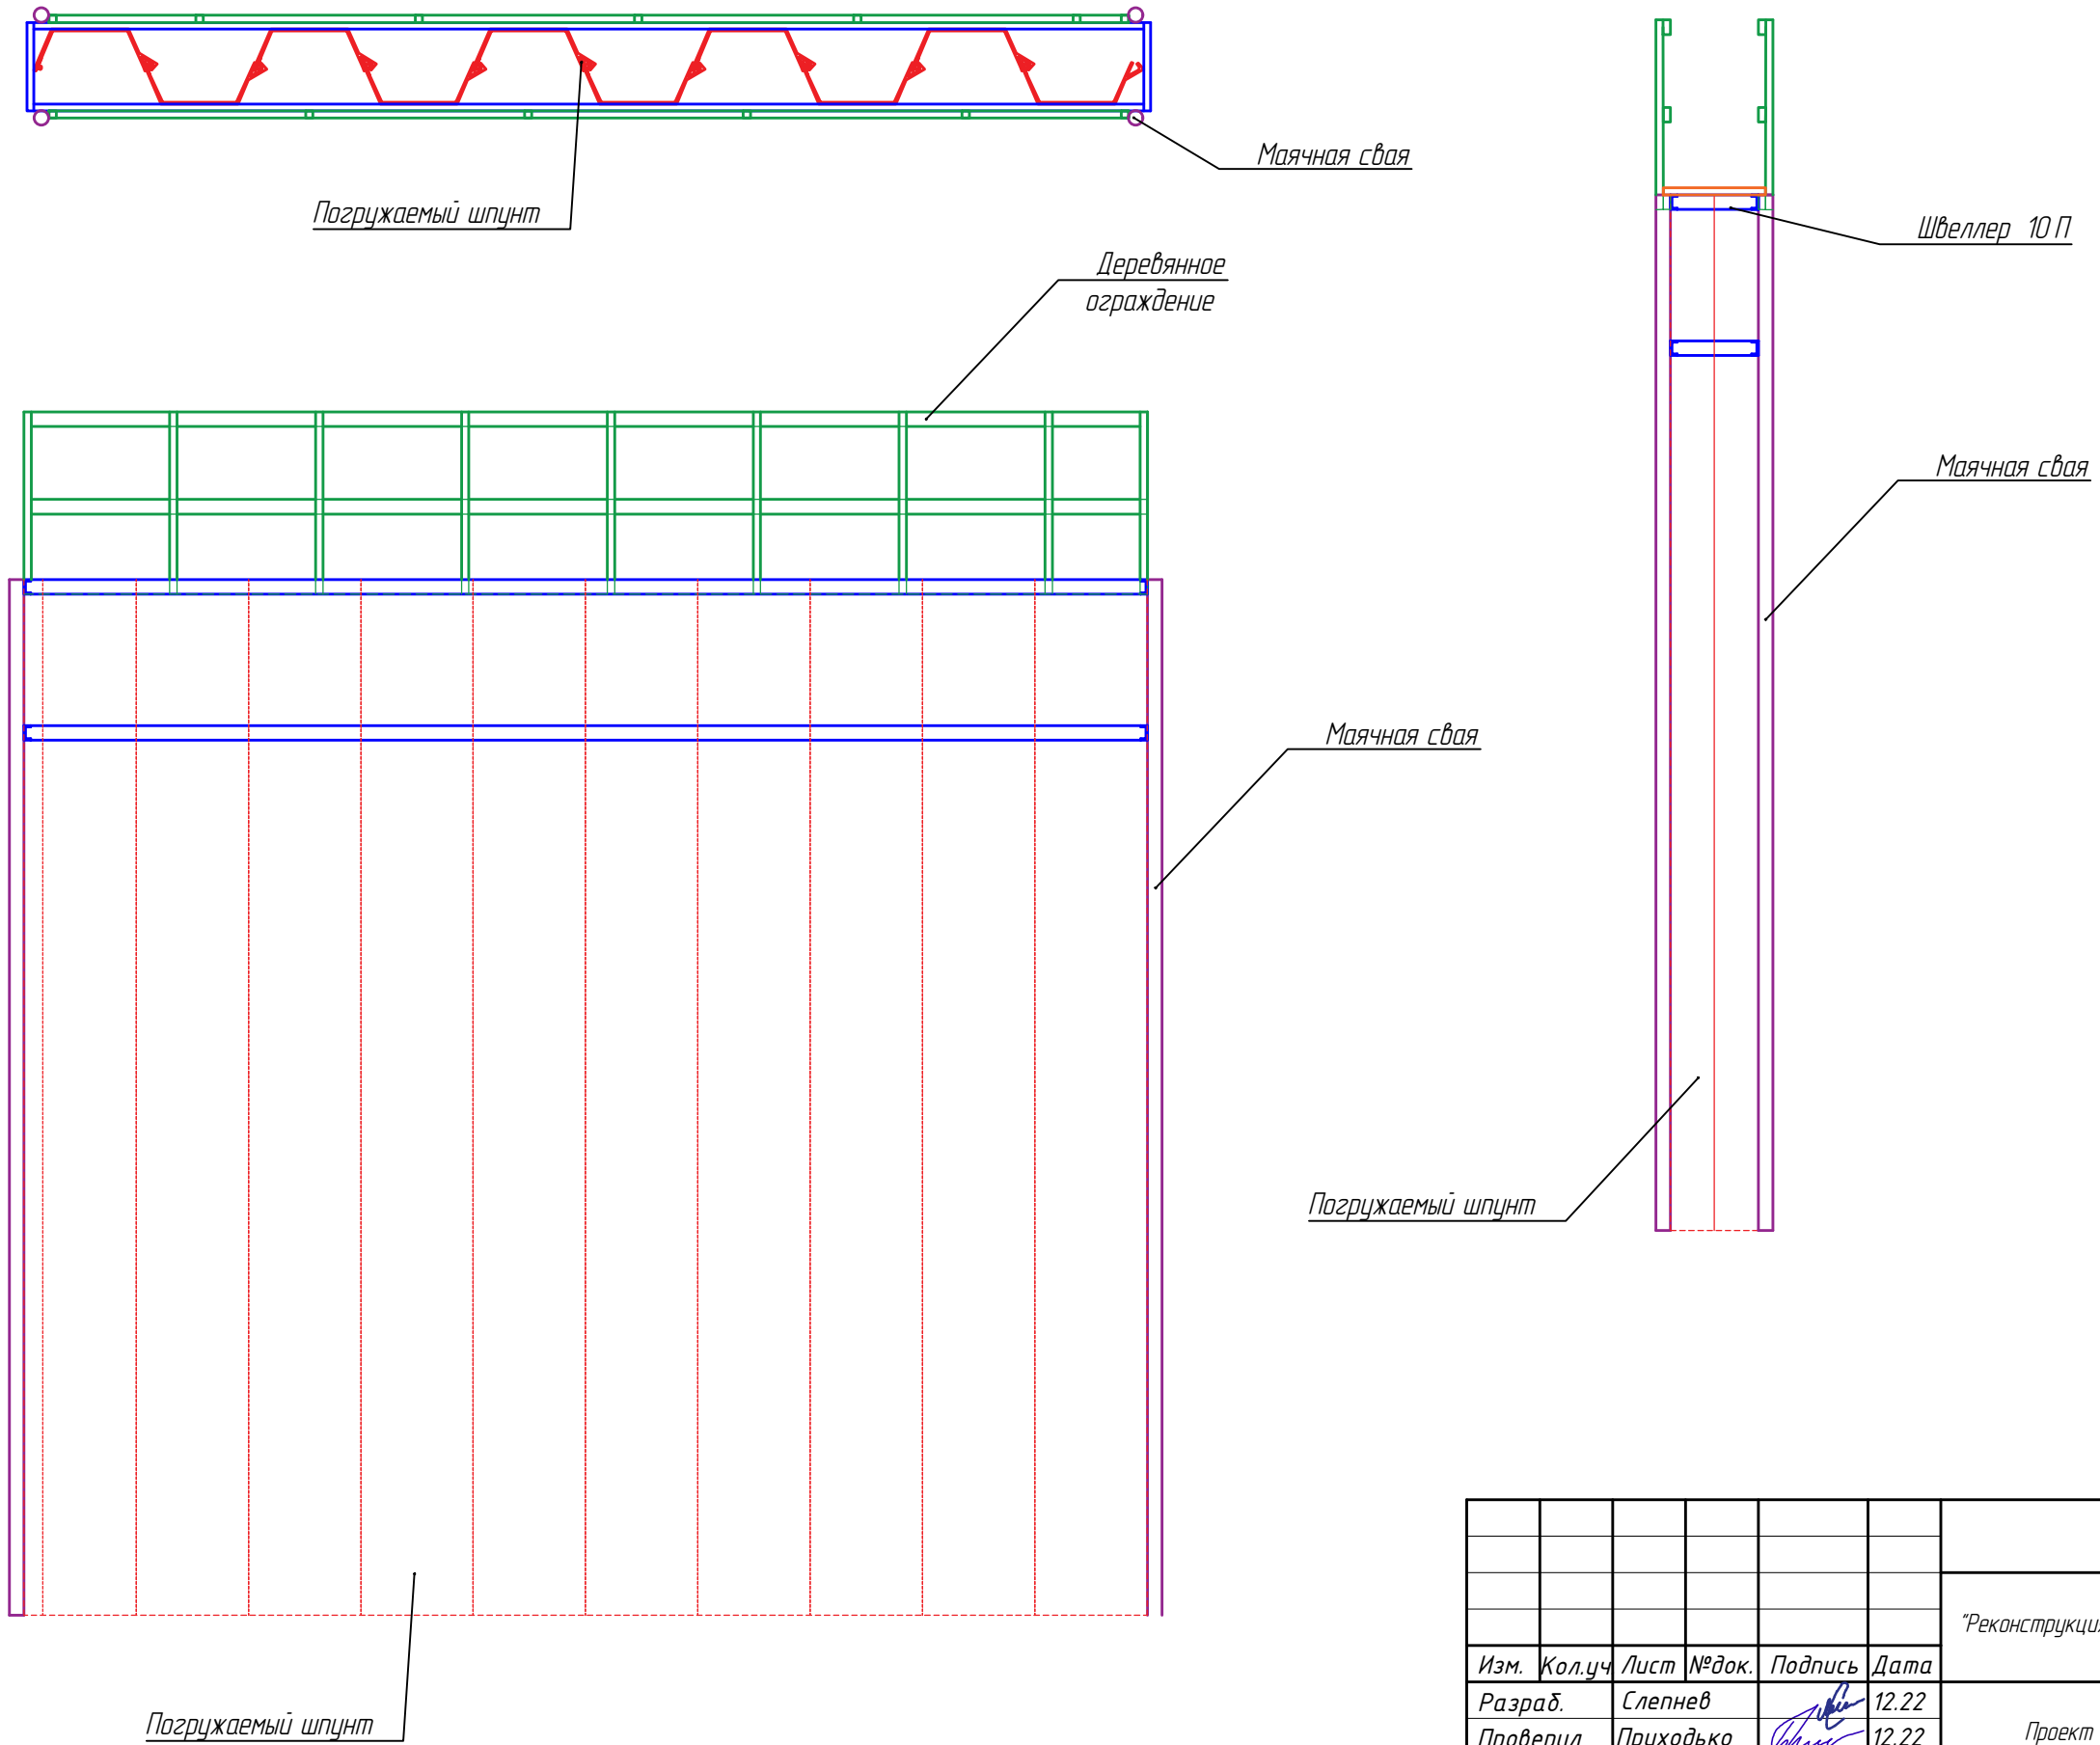 Маячная свая
Погружаемый шпунт
Швеллер 10 П
Деревянное
ограждение
Маячная свая
Маячная свая
Погружаемый шпунт
Погружаемый шпунт
"Реконструкция
Изм. Кол.уч Лист №док. Подпись Дата
Разраб. Слепнев 12.22
Проверил Приходько 12.22
Проект